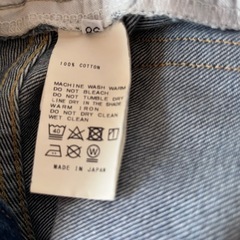 100% COTTON
MACHINE WASH WARM
DO NOT BLEACH
DO NOT TUMBLE DRY
LINE DRY IN SHADE
WARM IRON
DO NOT DRY CLEAN
WET CLEAN
40
MADE IN JAPAN